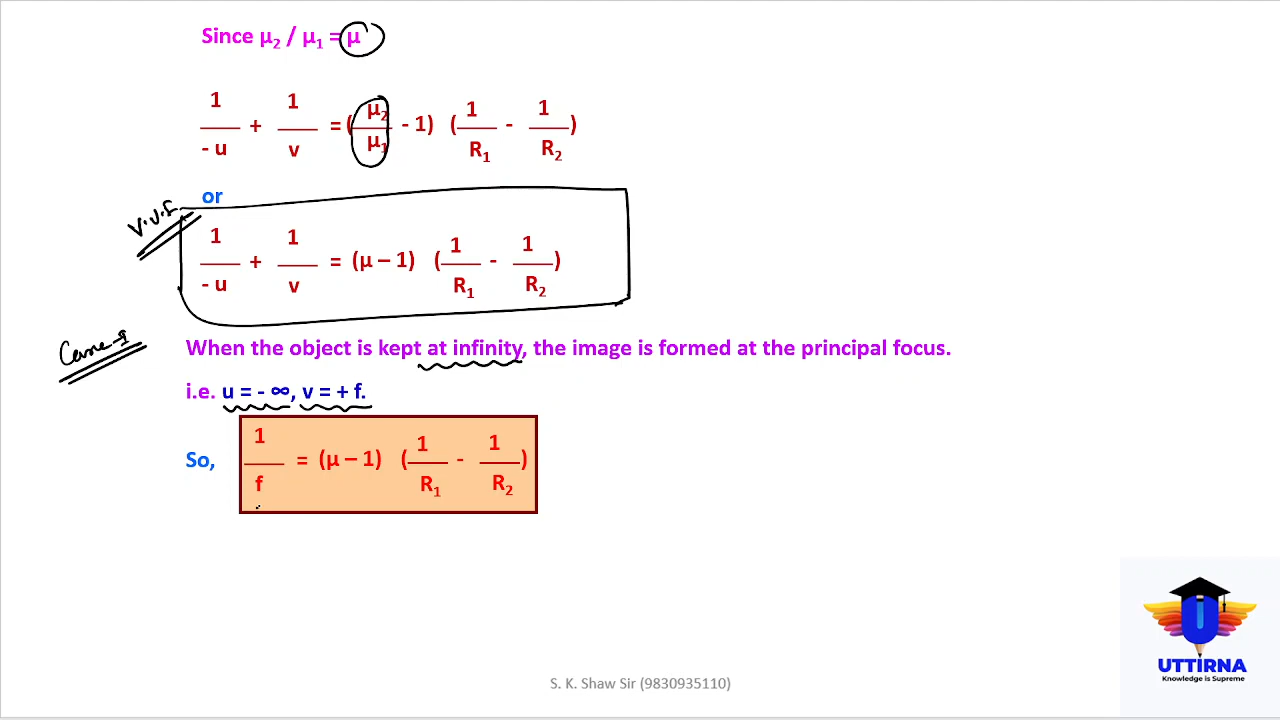 Since μ₂ / μ₁ = μ
1/- u + 1/v = (μ₂/μ₁ - 1) (1/R₁ - 1/R₂)
or
V.V.I.
1/- u + 1/v = (μ – 1) (1/R₁ - 1/R₂)
When the object is kept at infinity, the image is formed at the principal focus.
i.e. u = - ∞, v = + f.
So, 1/f = (μ – 1) (1/R₁ - 1/R₂)
U
UTTIRNA
Knowledge is Supreme
S. K. Shaw Sir (9830935110)